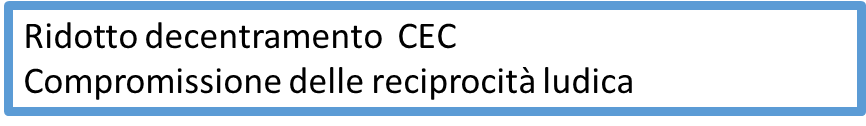 Ridotto decentramento  CEC
Compromissione delle reciprocità ludica